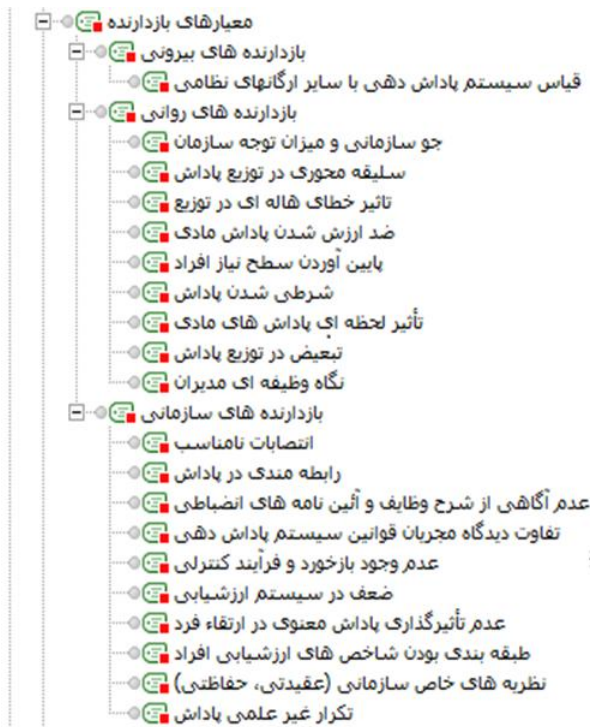 معیارهای بازدارنده
بازدارنده های بیرونی
قیاس سیستم پاداش دهی با سایر ارگانهای نظامی
بازدارنده های روانی
جو سازمانی و میزان توجه سازمان
سلیقه محوری در توزیع پاداش
تاثیر خطای هاله ای در توزیع
ضد ارزش شدن پاداش مادی
پایین آوردن سطح نیاز افراد
شرطی شدن پاداش
تأثیر لحظه ای پاداش های مادی
تبعیض در توزیع پاداش
نگاه وظیفه ای مدیران
بازدارنده های سازمانی
انتصابات نامناسب
رابطه مندی در پاداش
عدم آگاهی از شرح وظایف و آئین نامه های انضباطی
تفاوت دیدگاه مجریان قوانین سیستم پاداش دهی
عدم وجود بازخورد و فرآیند کنترلی
ضعف در سیستم ارزشیابی
عدم تأثیرگذاری پاداش معنوی در ارتقاء فرد
طبقه بندی بودن شاخص های ارزشیابی افراد
نظریه های خاص سازمانی (عقیدتی، حفاظتی)
تکرار غیر علمی پاداش